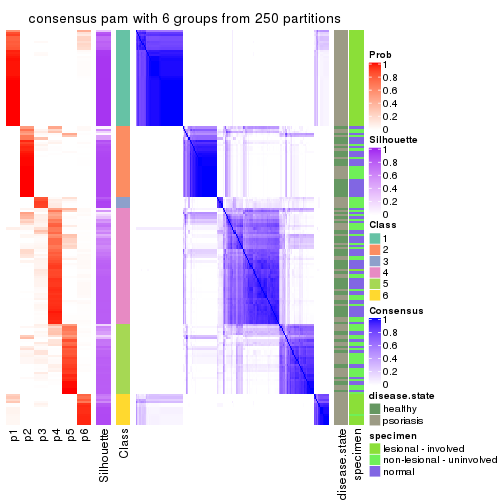 consensus pam with 6 groups from 250 partitions
Prob
1
0.8
0.6
0.4
0.2
0
Silhouette
1
0.8
0.6
0.4
0.2
0
Class
1
2
3
4
5
6
Consensus
1
0.8
0.6
0.4
0.2
0
disease.state
healthy
psoriasis
specimen
lesional - involved
non-lesional - uninvolved
normal
p1
p2
p3
p4
p5
p6
Silhouette
Class
disease.state
specimen